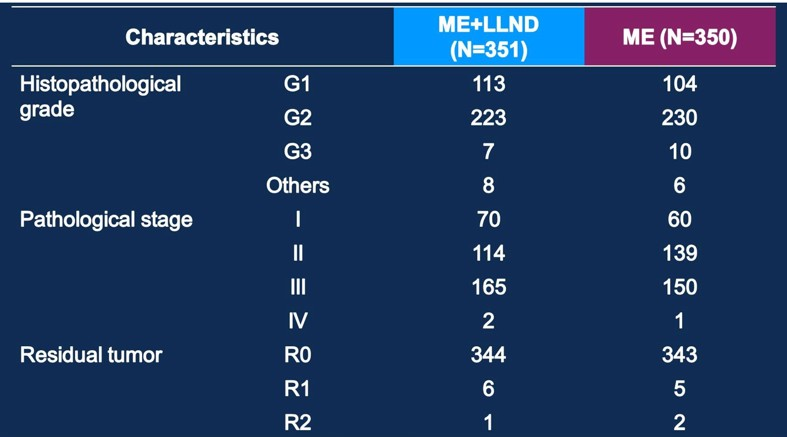 Characteristics ME+LLND (N=351) ME (N=350)
Histopathological grade G1 113 104
G2 223 230
G3 7 10
Others 8 6
Pathological stage I 70 60
II 114 139
III 165 150
IV 2 1
Residual tumor R0 344 343
R1 6 5
R2 1 2